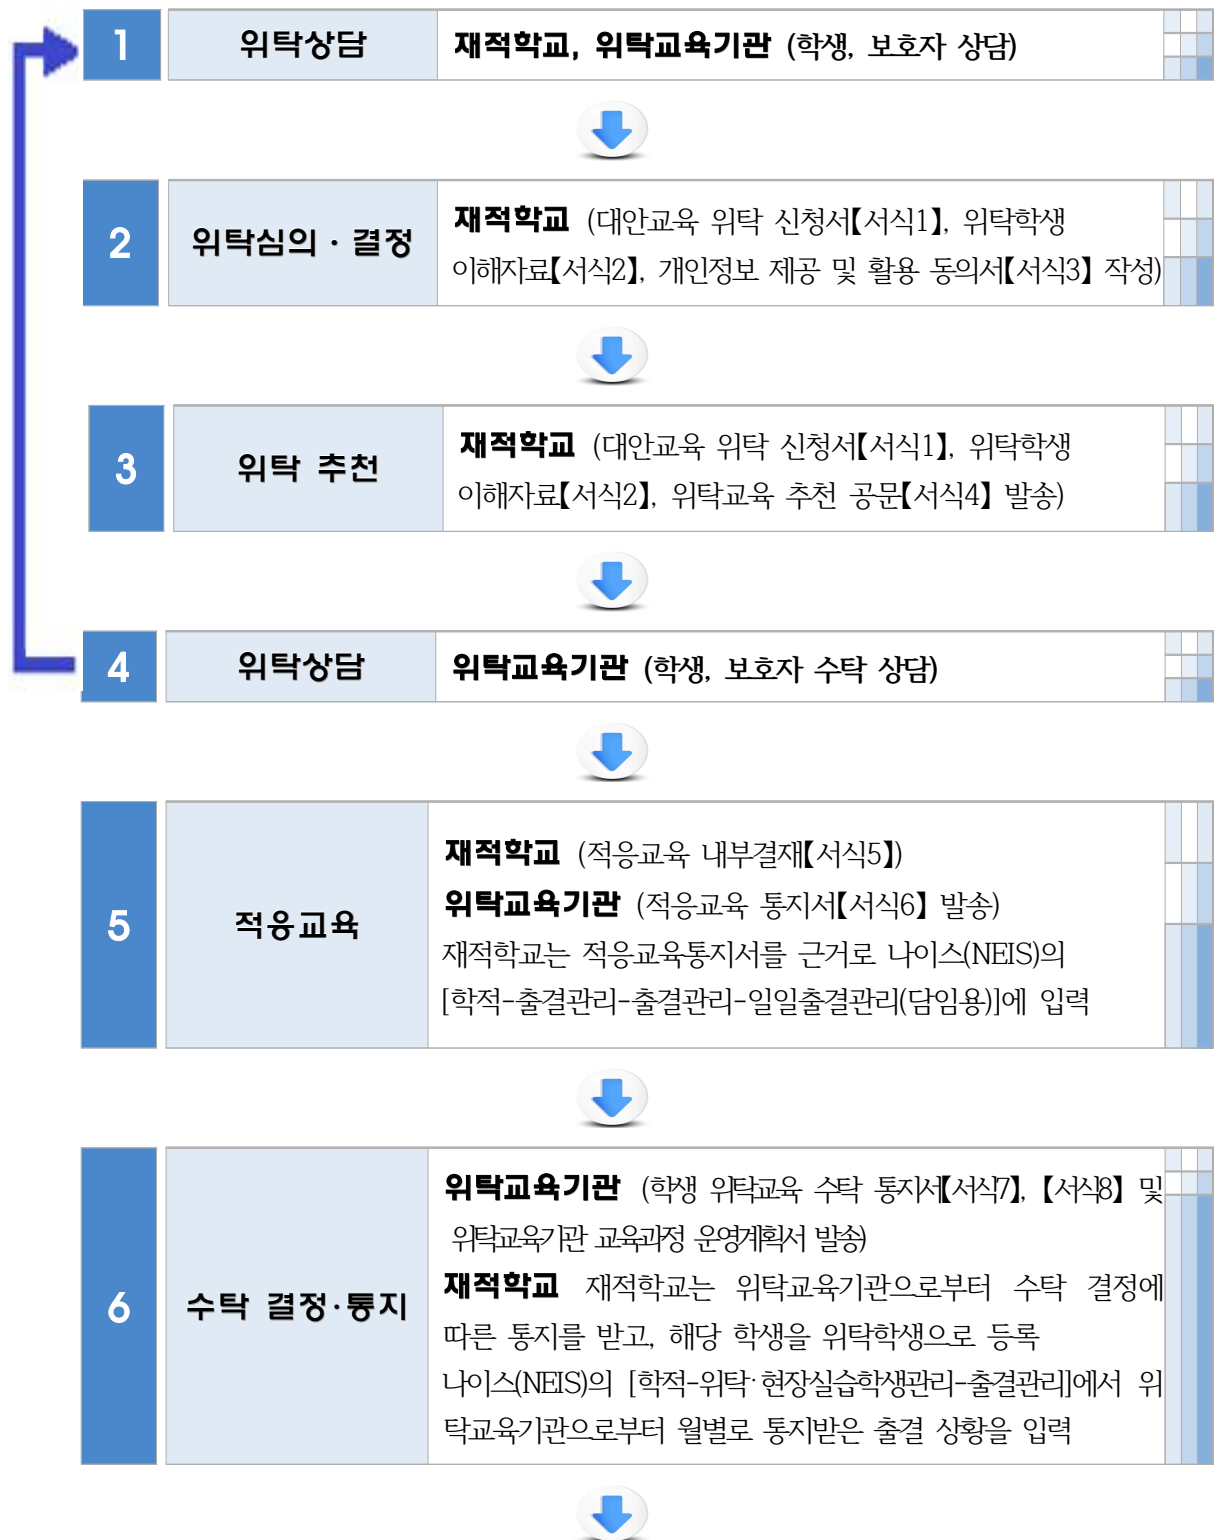 1
위탁상담
재적학교, 위탁교육기관 (학생, 보호자 상담)
2
위탁심의 · 결정
재적학교 (대안교육 위탁 신청서【서식1】, 위탁학생
이해자료【서식2】, 개인정보 제공 및 활용 동의서【서식3】 작성)
3
위탁 추천
재적학교 (대안교육 위탁 신청서【서식1】, 위탁학생
이해자료【서식2】, 위탁교육 추천 공문【서식4】 발송)
4
위탁상담
위탁교육기관 (학생, 보호자 수탁 상담)
5
적응교육
재적학교 (적응교육 내부결재【서식5】)
위탁교육기관 (적응교육 통지서【서식6】 발송)
재적학교는 적응교육통지서를 근거로 나이스(NEIS)의
[학적-출결관리-출결관리-일일출결관리(담임용)]에 입력
6
수탁 결정·통지
위탁교육기관 (학생 위탁교육 수탁 통지서【서식7】, 【서식8】 및
위탁교육기관 교육과정 운영계획서 발송)
재적학교 재적학교는 위탁교육기관으로부터 수탁 결정에
따른 통지를 받고, 해당 학생을 위탁학생으로 등록
나이스(NEIS)의 [학적-위탁·현장실습학생관리-출결관리]에서 위
탁교육기관으로부터 월별로 통지받은 출결 상황을 입력